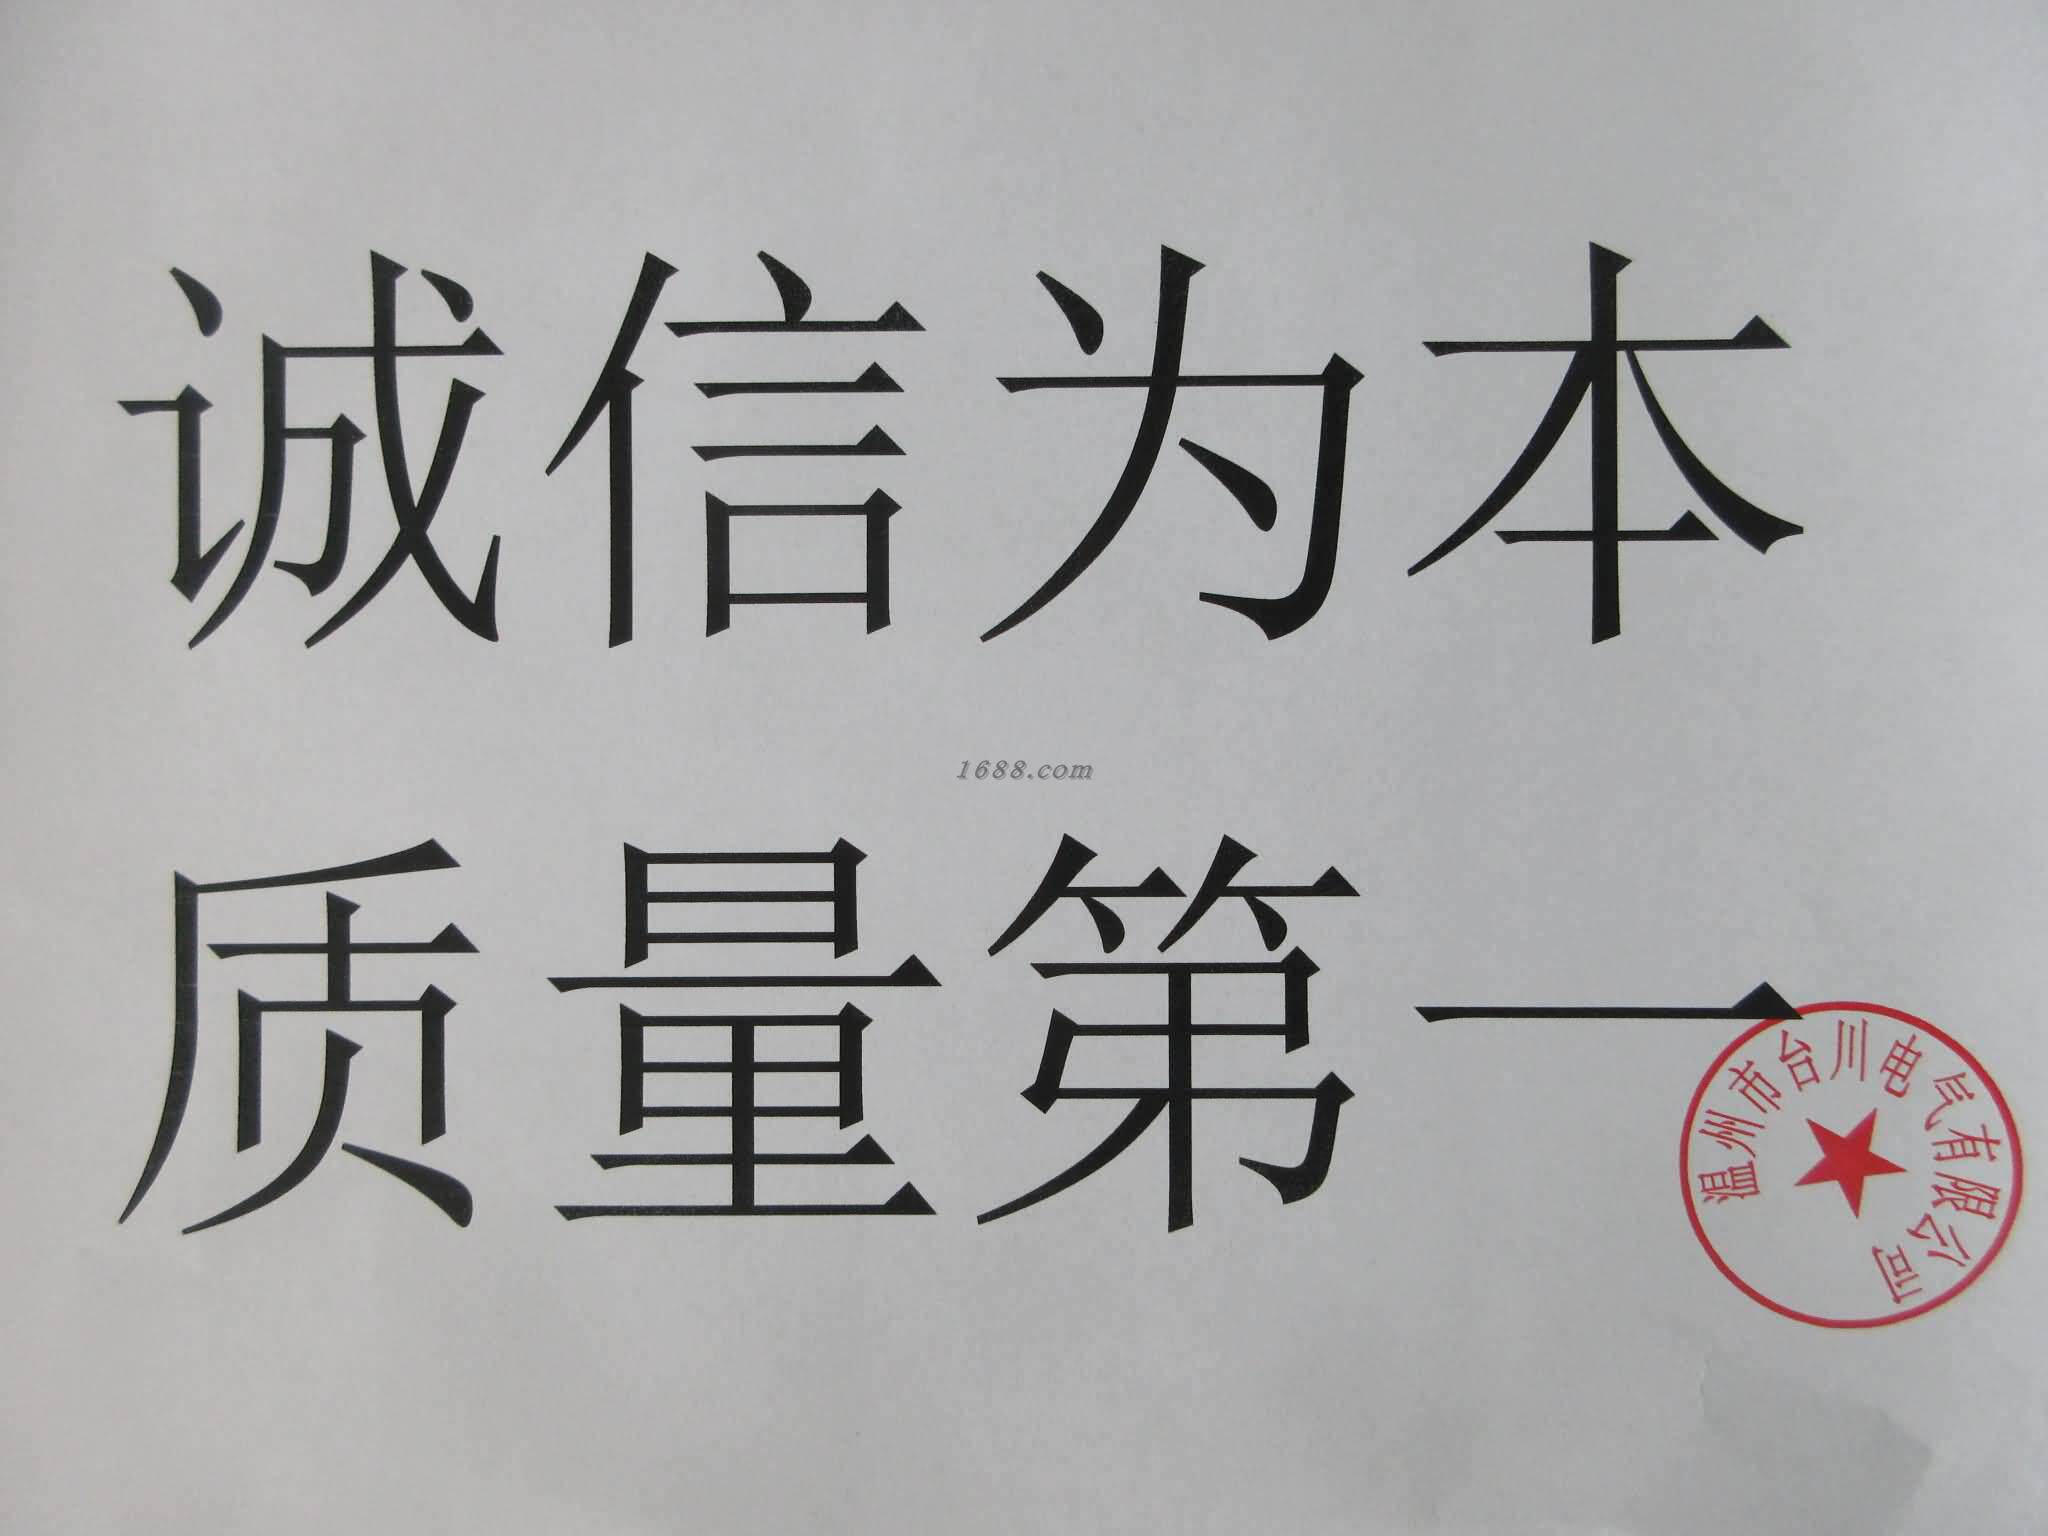 诚信为本
1688.com
质量第一
温州市台川电气有限公司